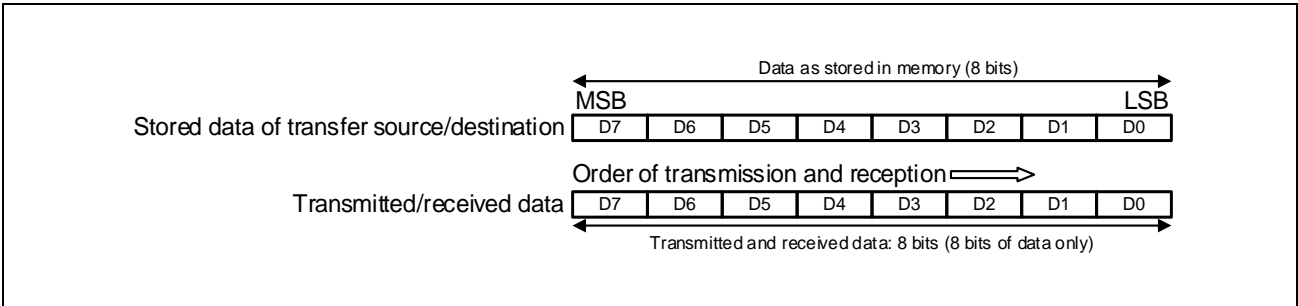 Data as stored in memory (8 bits)
MSB LSB
Stored data of transfer source/destination D7 D6 D5 D4 D3 D2 D1 D0
Order of transmission and reception
Transmitted/received data D7 D6 D5 D4 D3 D2 D1 D0
Transmitted and received data: 8 bits (8 bits of data only)